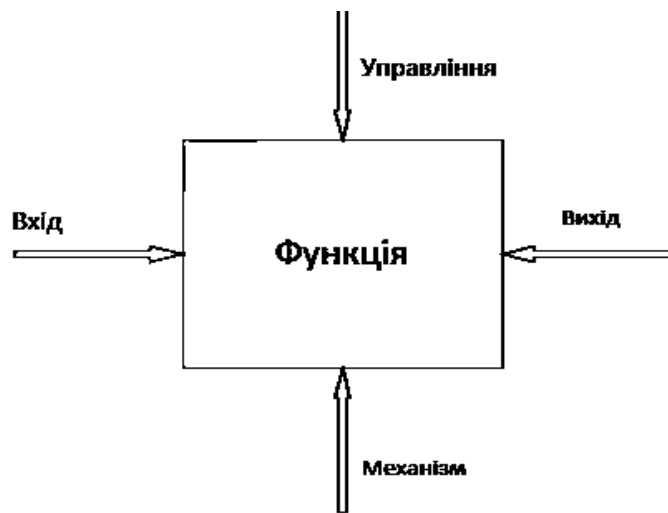 Управління
Вхід
Функція
Вихід
Механізм